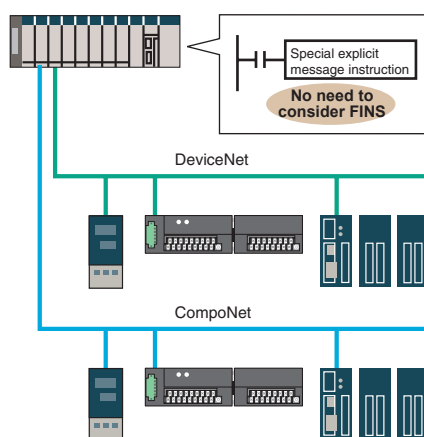 Special explicit
message instruction
No need to
consider FINS
DeviceNet
CompoNet